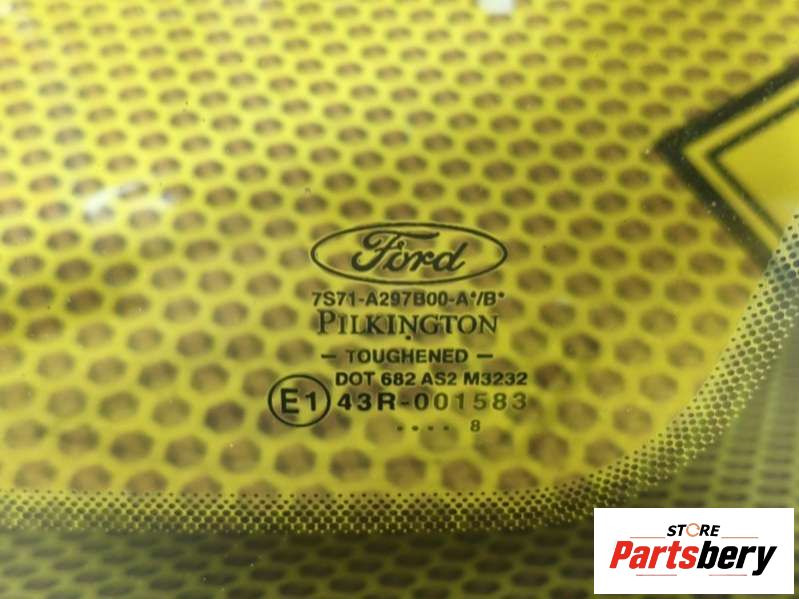 Ford
7S71-A297B00-A*/B*
PILKINGTON
— TOUGHENED —
DOT 682 AS2 M3232
E1 43R-001583
.... 8
STORE
Partsbery